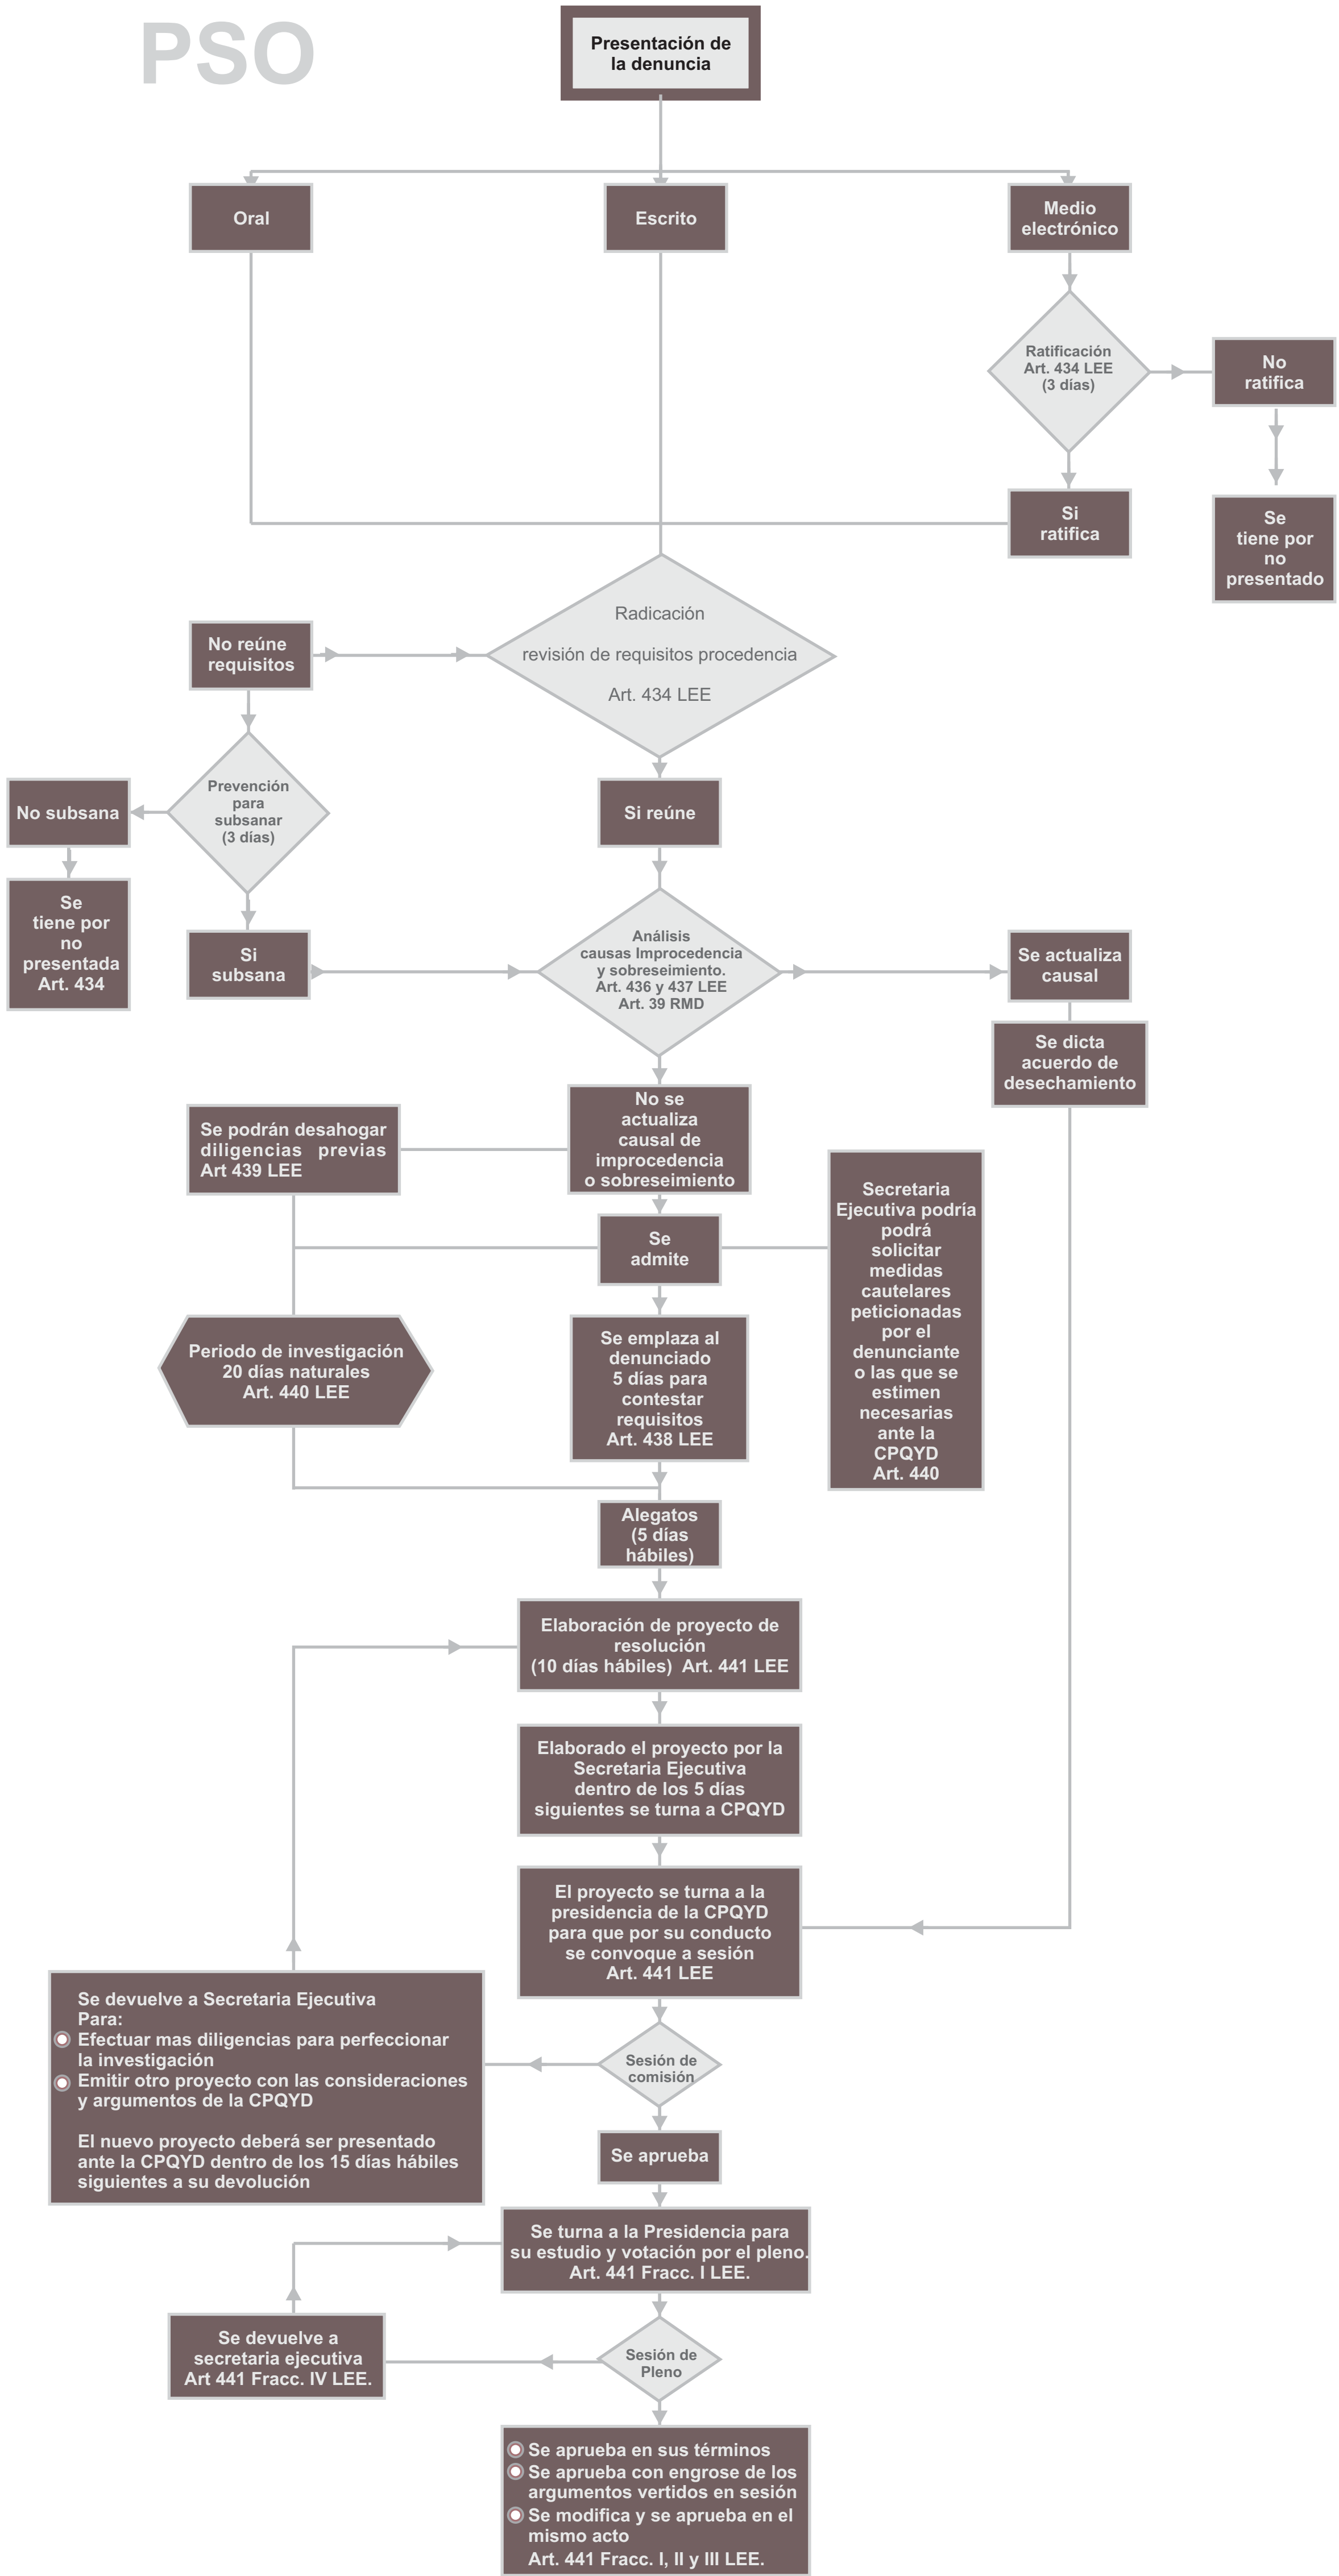 PSO
Presentación de
la denuncia
Oral
Escrito
Medio
electrónico
Ratificación
Art. 434 LEE
(3 días)
No
ratifica
Si
ratifica
Se
tiene por
no
presentado
Radicación
revisión de requisitos procedencia
Art. 434 LEE
No reúne
requisitos
Prevención
para
subsanar
(3 días)
No subsana
Si reúne
Se
tiene por
no
presentada
Art. 434
Si
subsana
Análisis
causas Improcedencia
y sobreseimiento.
Art. 436 y 437 LEE
Art. 39 RMD
Se actualiza
causal
Se dicta
acuerdo de
desechamiento
No se
actualiza
causal de
improcedencia
o sobreseimiento
Se podrán desahogar
diligencias previas
Art 439 LEE
Se
admite
Secretaria
Ejecutiva podría
podrá
solicitar
medidas
cautelares
peticionadas
por el
denunciante
o las que se
estimen
necesarias
ante la
CPQYD
Art. 440
Periodo de investigación
20 días naturales
Art. 440 LEE
Se emplaza al
denunciado
5 días para
contestar
requisitos
Art. 438 LEE
Alegatos
(5 días
hábiles)
Elaboración de proyecto de
resolución
(10 días hábiles) Art. 441 LEE
Elaborado el proyecto por la
Secretaria Ejecutiva
dentro de los 5 días
siguientes se turna a CPQYD
El proyecto se turna a la
presidencia de la CPQYD
para que por su conducto
se convoque a sesión
Art. 441 LEE
Se devuelve a Secretaria Ejecutiva
Para:
Efectuar mas diligencias para perfeccionar
la investigación
Emitir otro proyecto con las consideraciones
y argumentos de la CPQYD
El nuevo proyecto deberá ser presentado
ante la CPQYD dentro de los 15 días hábiles
siguientes a su devolución
Sesión de
comisión
Se aprueba
Se turna a la Presidencia para
su estudio y votación por el pleno.
Art. 441 Fracc. I LEE.
Se devuelve a
secretaria ejecutiva
Art 441 Fracc. IV LEE.
Sesión de
Pleno
Se aprueba en sus términos
Se aprueba con engrose de los
argumentos vertidos en sesión
Se modifica y se aprueba en el
mismo acto
Art. 441 Fracc. I, II y III LEE.